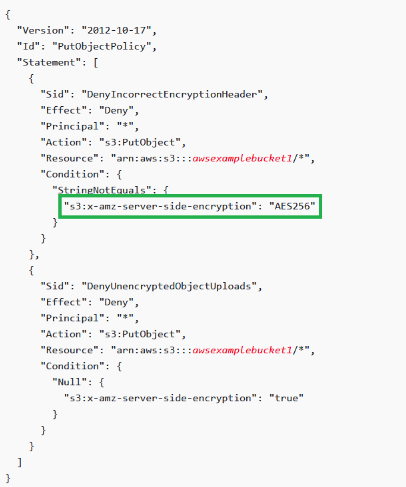 {
  "Version": "2012-10-17",
  "Id": "PutObjectPolicy",
  "Statement": [
    {
      "Sid": "DenyIncorrectEncryptionHeader",
      "Effect": "Deny",
      "Principal": "*",
      "Action": "s3:PutObject",
      "Resource": "arn:aws:s3:::awsexamplebucket1/*",
      "Condition": {
        "StringNotEquals": {
          "s3:x-amz-server-side-encryption": "AES256"
        }
      }
    },
    {
      "Sid": "DenyUnencryptedObjectUploads",
      "Effect": "Deny",
      "Principal": "*",
      "Action": "s3:PutObject",
      "Resource": "arn:aws:s3:::awsexamplebucket1/*",
      "Condition": {
        "Null": {
          "s3:x-amz-server-side-encryption": "true"
        }
      }
    }
  ]
}